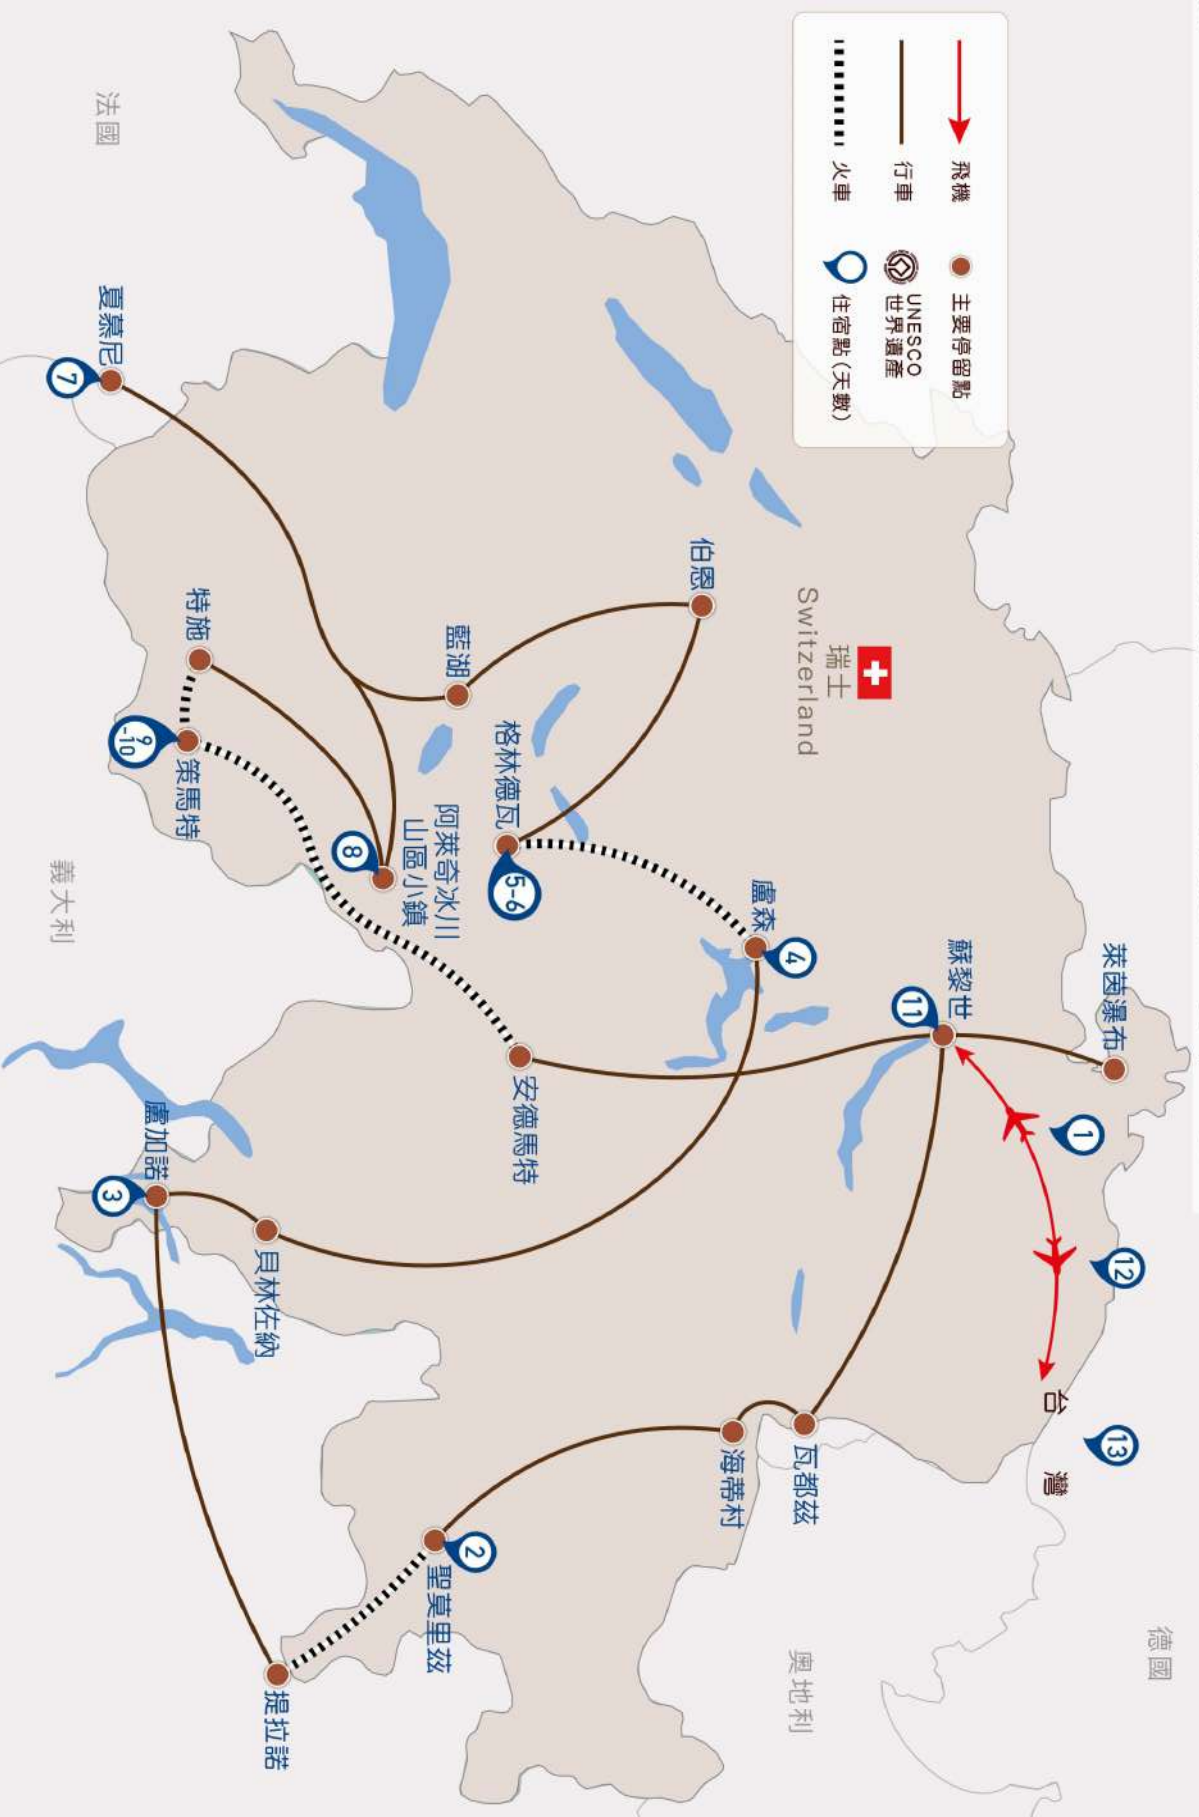 飛機
行車
火車
主要停留點
UNESCO
世界遺產
住宿點(天數)
法國
德國
奧地利
義大利
瑞士
Switzerland
萊茵瀑布
蘇黎世
11
1
12
13
台灣
伯恩
盧森
4
瓦都茲
海蒂村
藍湖
格林德瓦
5-6
安德馬特
阿萊奇冰川
山區小鎮
8
聖莫里茲
2
提拉諾
貝林佐納
盧加諾
3
特施
策馬特
9
-10
夏慕尼
7